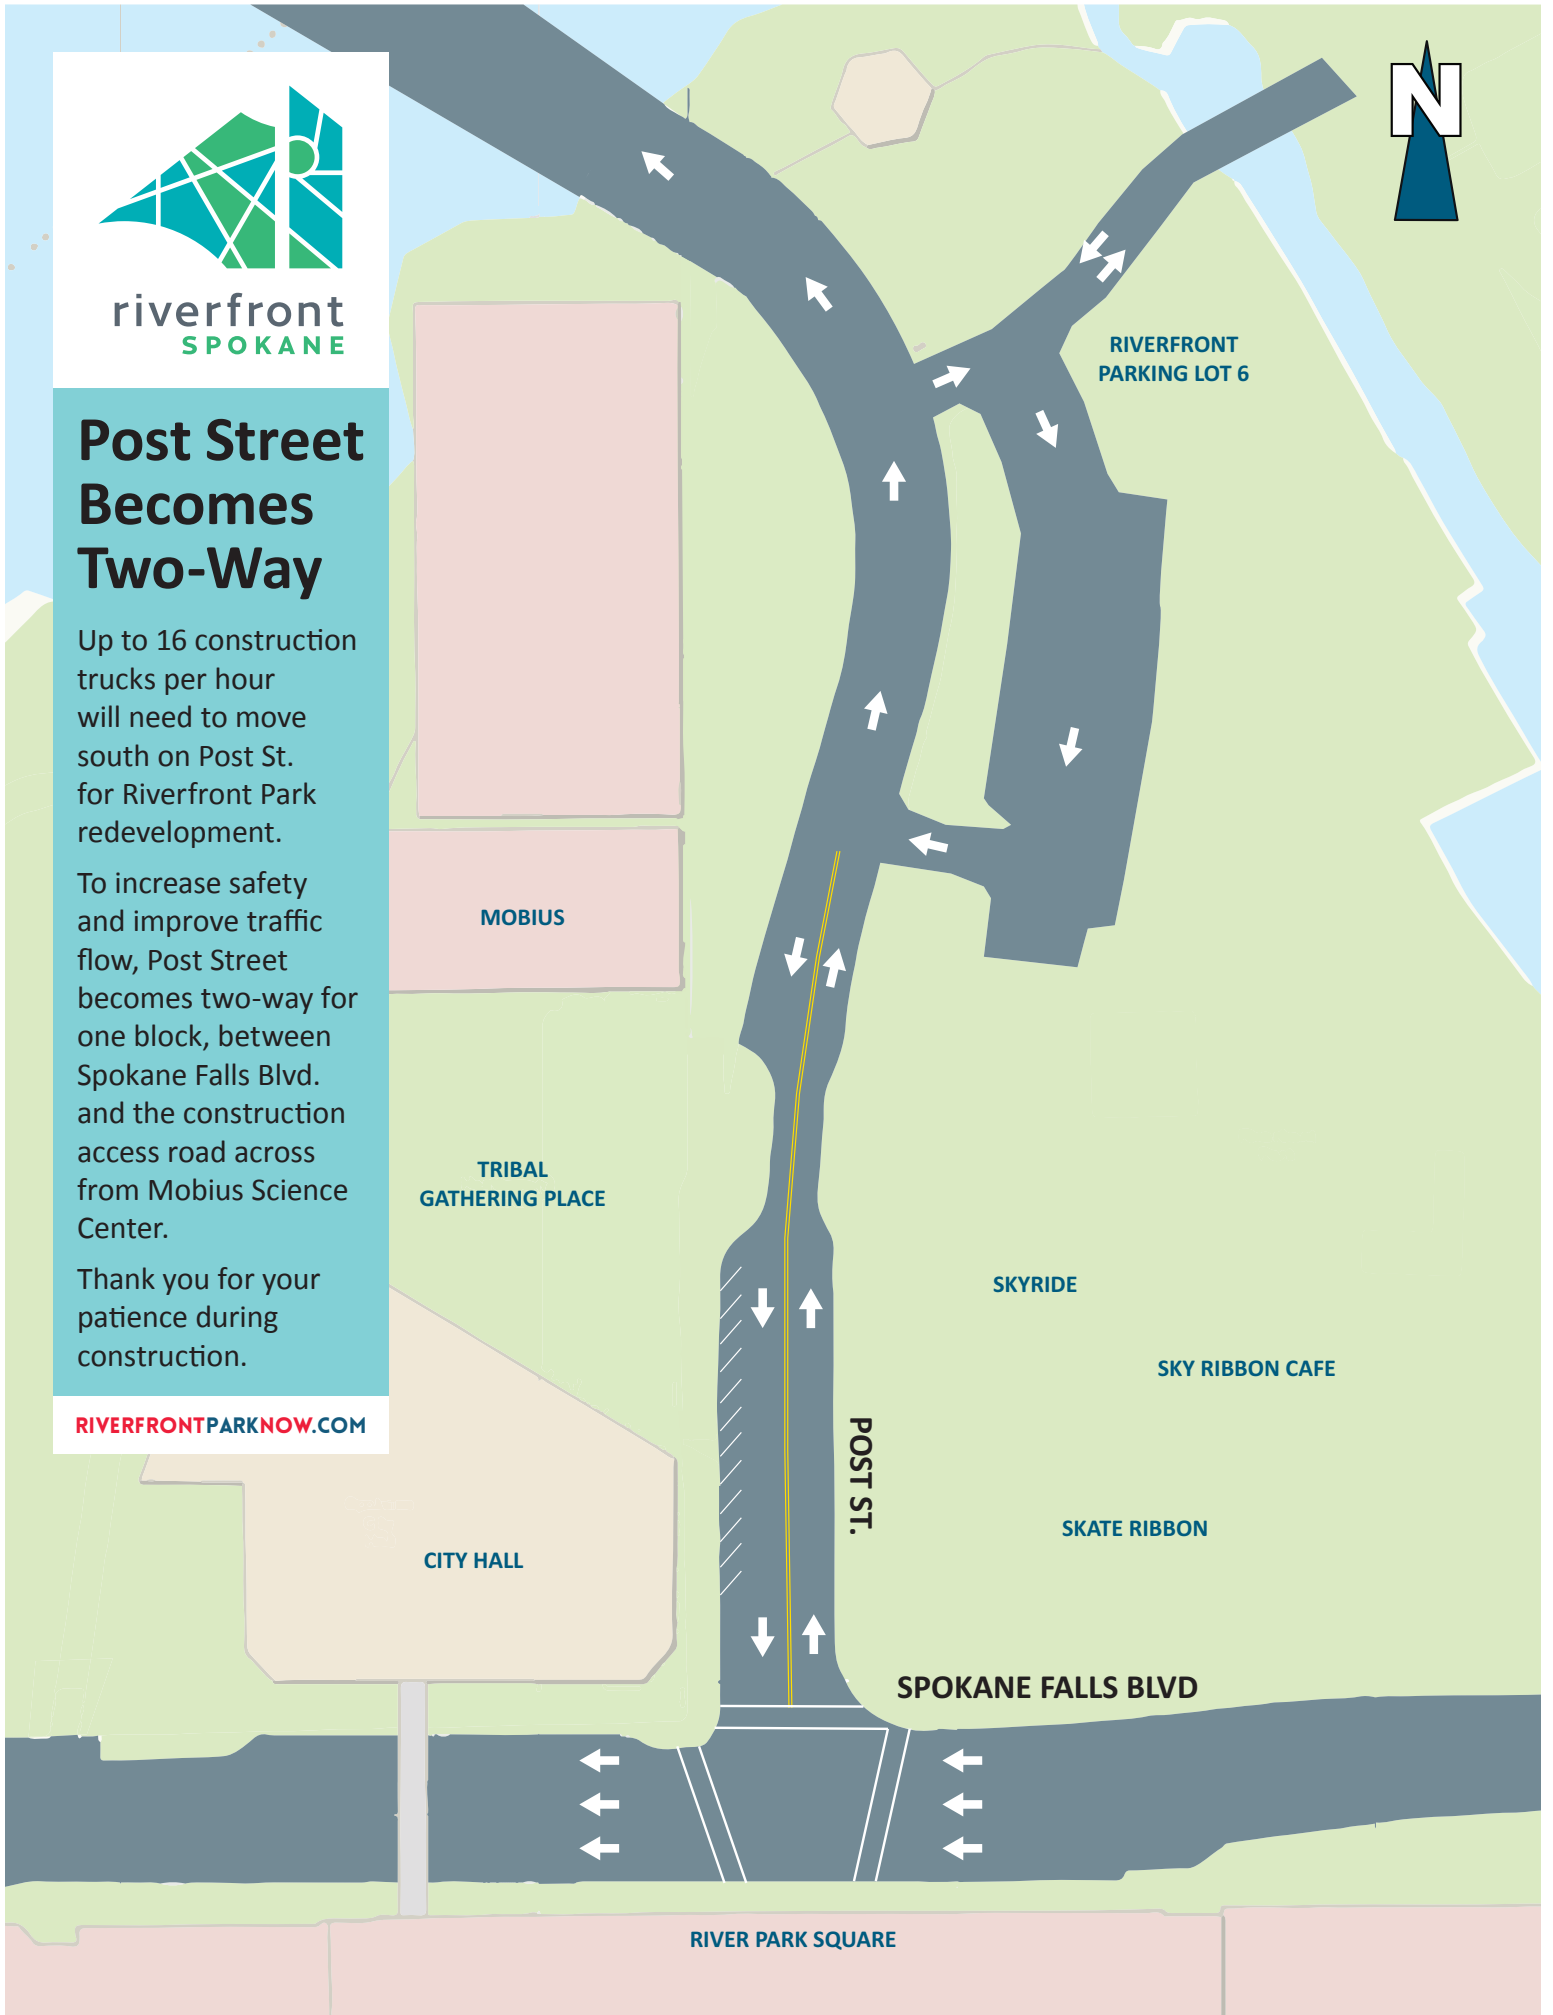 riverfront
SPOKANE
Post Street
Becomes
Two-Way
Up to 16 construction
trucks per hour
will need to move
south on Post St.
for Riverfront Park
redevelopment.
To increase safety
and improve traffic
flow, Post Street
becomes two-way for
one block, between
Spokane Falls Blvd.
and the construction
access road across
from Mobius Science
Center.
Thank you for your
patience during
construction.
RIVERFRONTPARKNOW.COM
N
RIVERFRONT
PARKING LOT 6
MOBIUS
TRIBAL
GATHERING PLACE
SKYRIDE
SKY RIBBON CAFE
POST ST.
SKATE RIBBON
CITY HALL
SPOKANE FALLS BLVD
RIVER PARK SQUARE